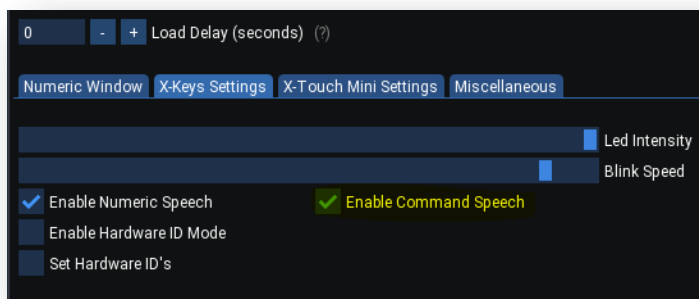 0 - + Load Delay (seconds) (?)
Numeric Window X-Keys Settings X-Touch Mini Settings Miscellaneous
Led Intensity
Blink Speed
Enable Numeric Speech Enable Command Speech
Enable Hardware ID Mode
Set Hardware ID's